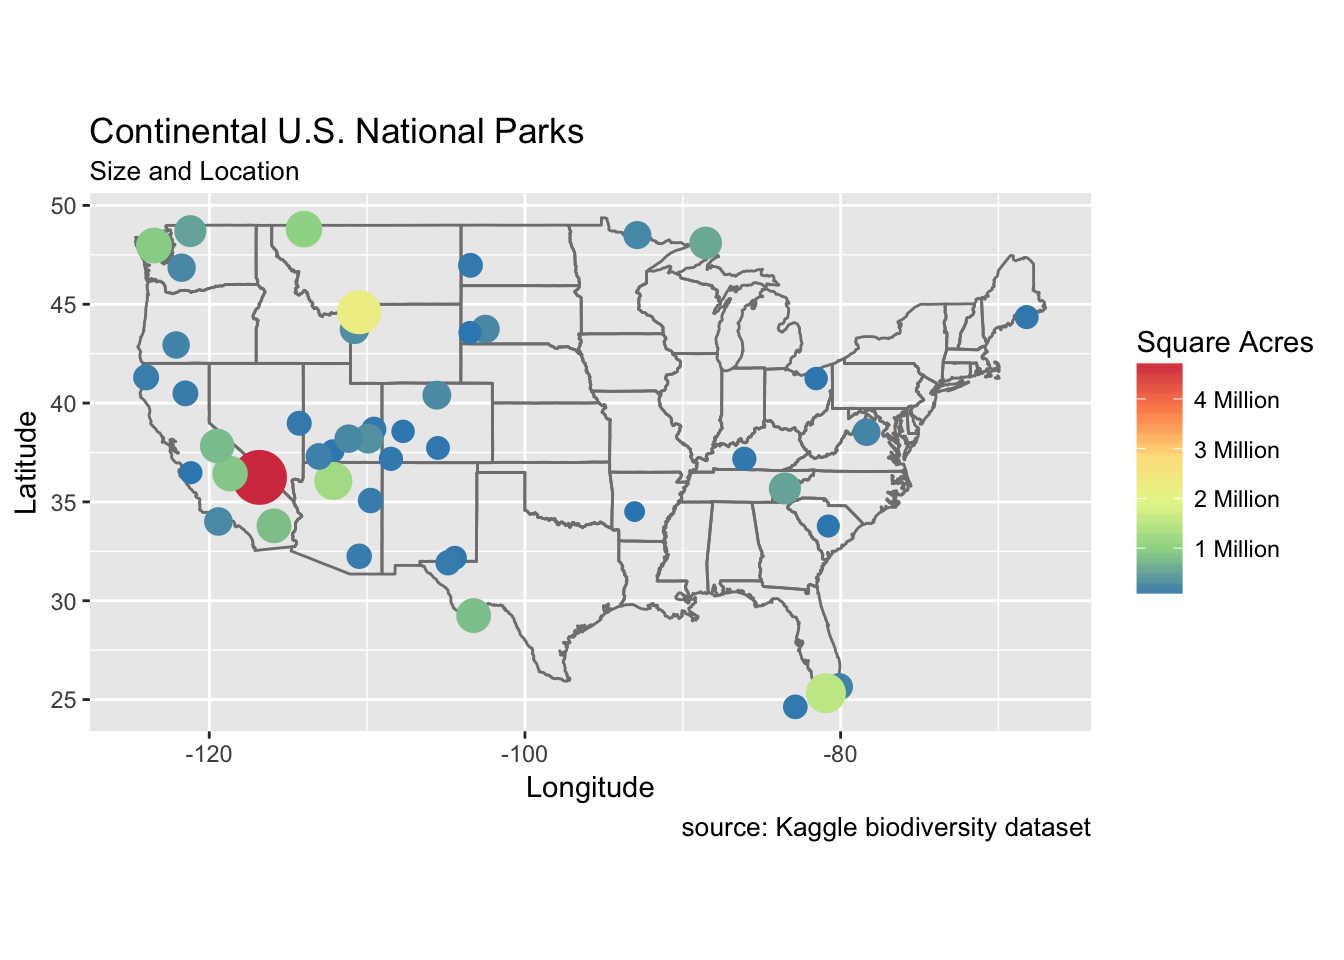 Continental U.S. National Parks
Size and Location
50
45
40
35
30
25
Latitude
-120
-100
-80
Longitude
source: Kaggle biodiversity dataset
Square Acres
4 Million
3 Million
2 Million
1 Million